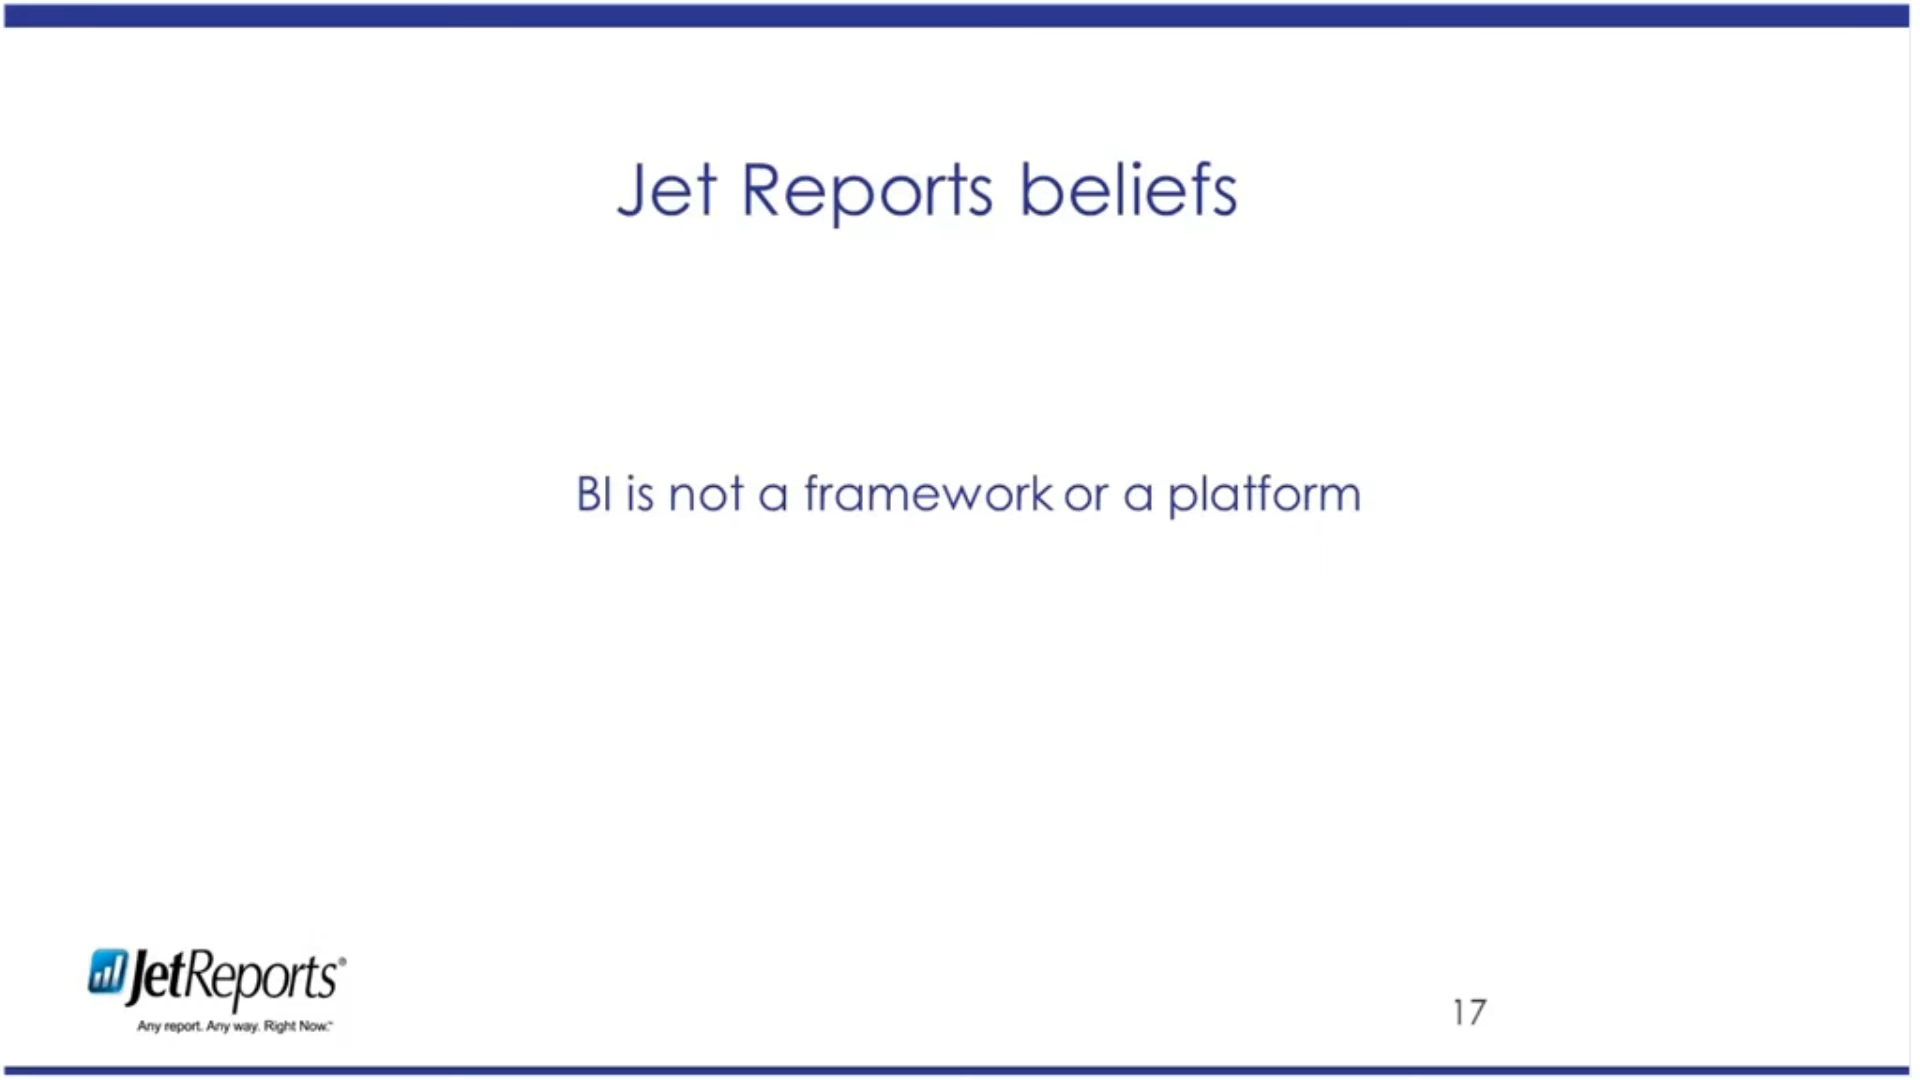 Jet Reports beliefs
BI is not a framework or a platform
JetReports®
Any report. Any way. Right Now.™
17